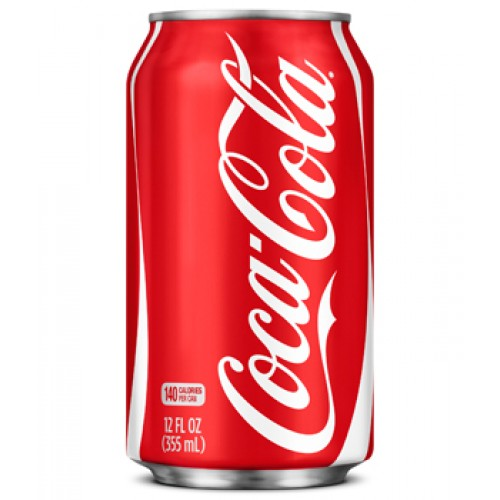 Coca-Cola
140 CALORIES
PER CAN
12 FL OZ
(355 mL)